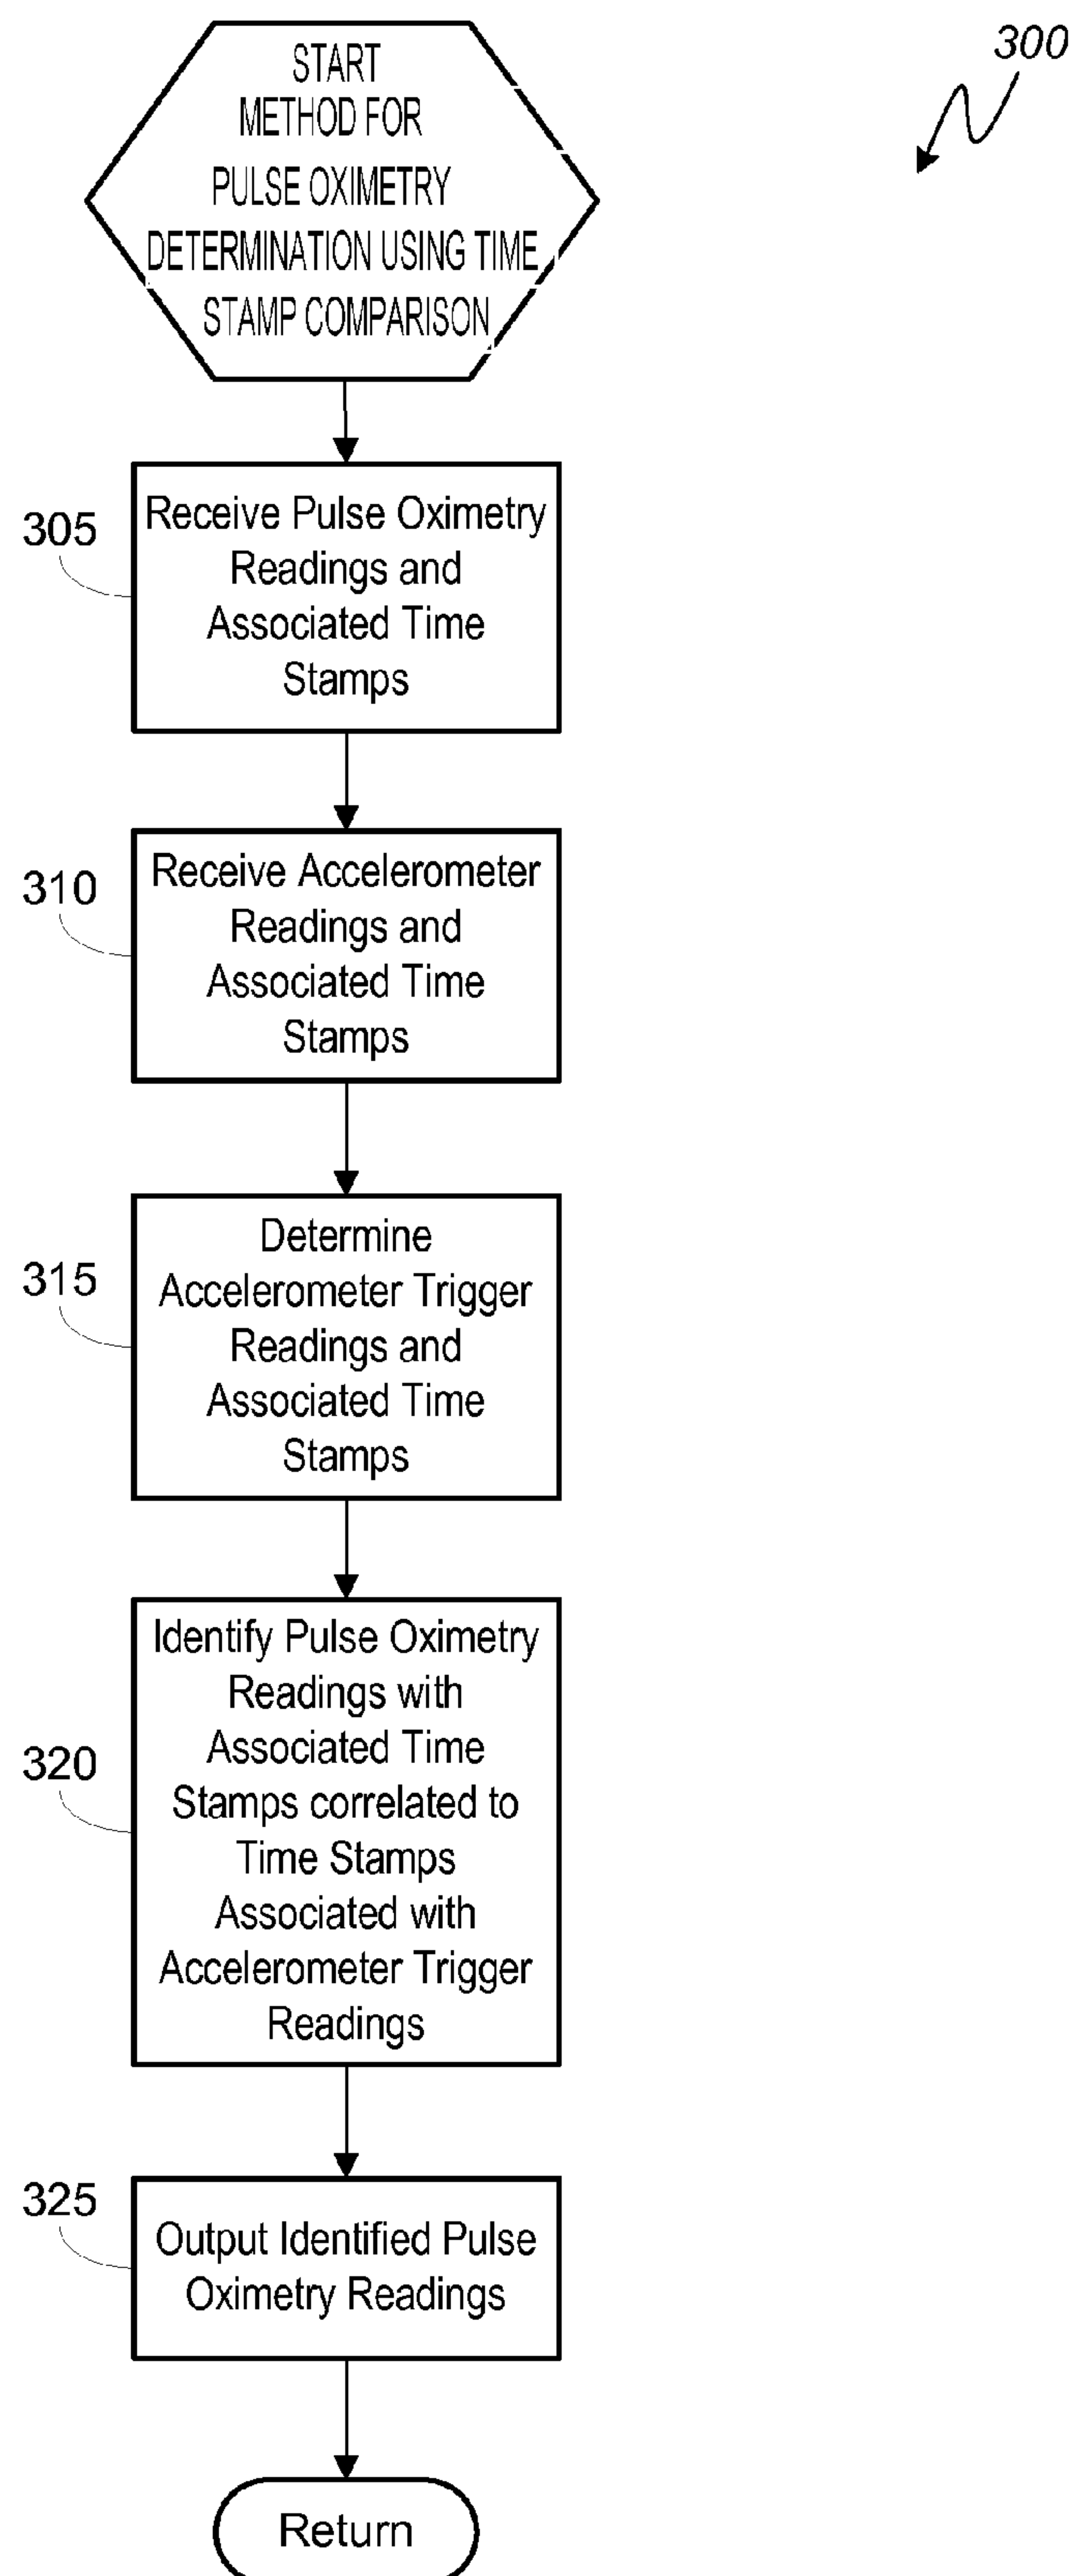 300
START
METHOD FOR
PULSE OXIMETRY
DETERMINATION USING TIME
STAMP COMPARISON
305
Receive Pulse Oximetry
Readings and
Associated Time
Stamps
310
Receive Accelerometer
Readings and
Associated Time
Stamps
315
Determine
Accelerometer Trigger
Readings and
Associated Time
Stamps
320
Identify Pulse Oximetry
Readings with
Associated Time
Stamps correlated to
Time Stamps
Associated with
Accelerometer Trigger
Readings
325
Output Identified Pulse
Oximetry Readings
Return